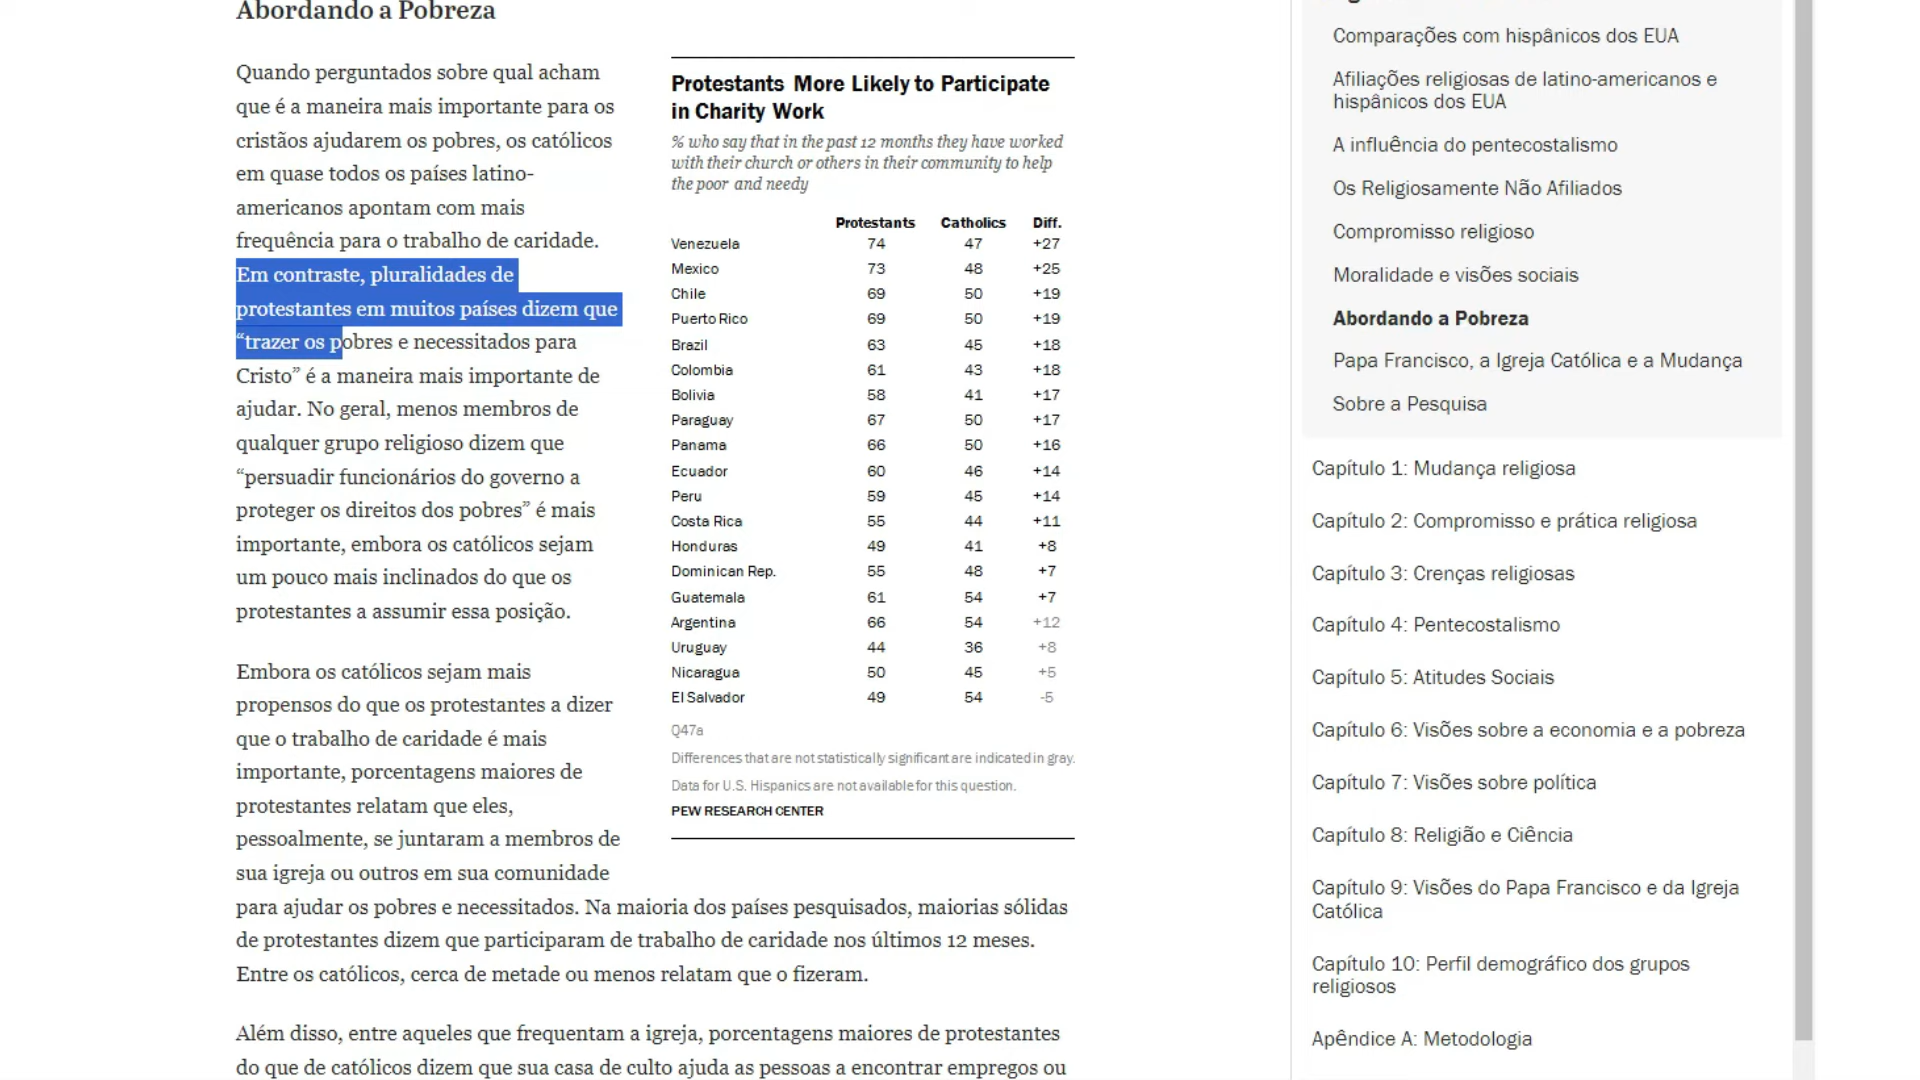 Abordando a Pobreza
Quando perguntados sobre qual acham
que é a maneira mais importante para os
cristãos ajudarem os pobres, os católicos
em quase todos os países latino-
americanos apontam com mais
frequência para o trabalho de caridade.
Em contraste, pluralidades de
protestantes em muitos países dizem que
“trazer os pobres e necessitados para
Cristo” é a maneira mais importante de
ajudar. No geral, menos membros de
qualquer grupo religioso dizem que
“persuadir funcionários do governo a
proteger os direitos dos pobres” é mais
importante, embora os católicos sejam
um pouco mais inclinados do que os
protestantes a assumir essa posição.
Embora os católicos sejam mais
propensos do que os protestantes a dizer
que o trabalho de caridade é mais
importante, porcentagens maiores de
protestantes relatam que eles,
pessoalmente, se juntaram a membros de
sua igreja ou outros em sua comunidade
para ajudar os pobres e necessitados. Na maioria dos países pesquisados, maiorias sólidas
de protestantes dizem que participaram de trabalho de caridade nos últimos 12 meses.
Entre os católicos, cerca de metade ou menos relatam que o fizeram.
Além disso, entre aqueles que frequentam a igreja, porcentagens maiores de protestantes
do que de católicos dizem que sua casa de culto ajuda as pessoas a encontrar empregos ou
Protestants More Likely to Participate
in Charity Work
% who say that in the past 12 months they have worked
with their church or others in their community to help
the poor and needy
Protestants Catholics Diff.
Venezuela 74 47 +27
Mexico 73 48 +25
Chile 69 50 +19
Puerto Rico 69 50 +19
Brazil 63 45 +18
Colombia 61 43 +18
Bolivia 58 41 +17
Paraguay 67 50 +17
Panama 66 50 +16
Ecuador 60 46 +14
Peru 59 45 +14
Costa Rica 55 44 +11
Honduras 49 41 +8
Dominican Rep. 55 48 +7
Guatemala 61 54 +7
Argentina 66 54 +12
Uruguay 44 36 +8
Nicaragua 50 45 +5
El Salvador 49 54 -5
Q47a
Differences that are not statistically significant are indicated in gray.
Data for U.S. Hispanics are not available for this question.
PEW RESEARCH CENTER
Comparações com hispânicos dos EUA
Afiliações religiosas de latino-americanos e
hispânicos dos EUA
A influência do pentecostalismo
Os Religiosamente Não Afiliados
Compromisso religioso
Moralidade e visões sociais
Abordando a Pobreza
Papa Francisco, a Igreja Católica e a Mudança
Sobre a Pesquisa
Capítulo 1: Mudança religiosa
Capítulo 2: Compromisso e prática religiosa
Capítulo 3: Crenças religiosas
Capítulo 4: Pentecostalismo
Capítulo 5: Atitudes Sociais
Capítulo 6: Visões sobre a economia e a pobreza
Capítulo 7: Visões sobre política
Capítulo 8: Religião e Ciência
Capítulo 9: Visões do Papa Francisco e da Igreja
Católica
Capítulo 10: Perfil demográfico dos grupos
religiosos
Apêndice A: Metodologia